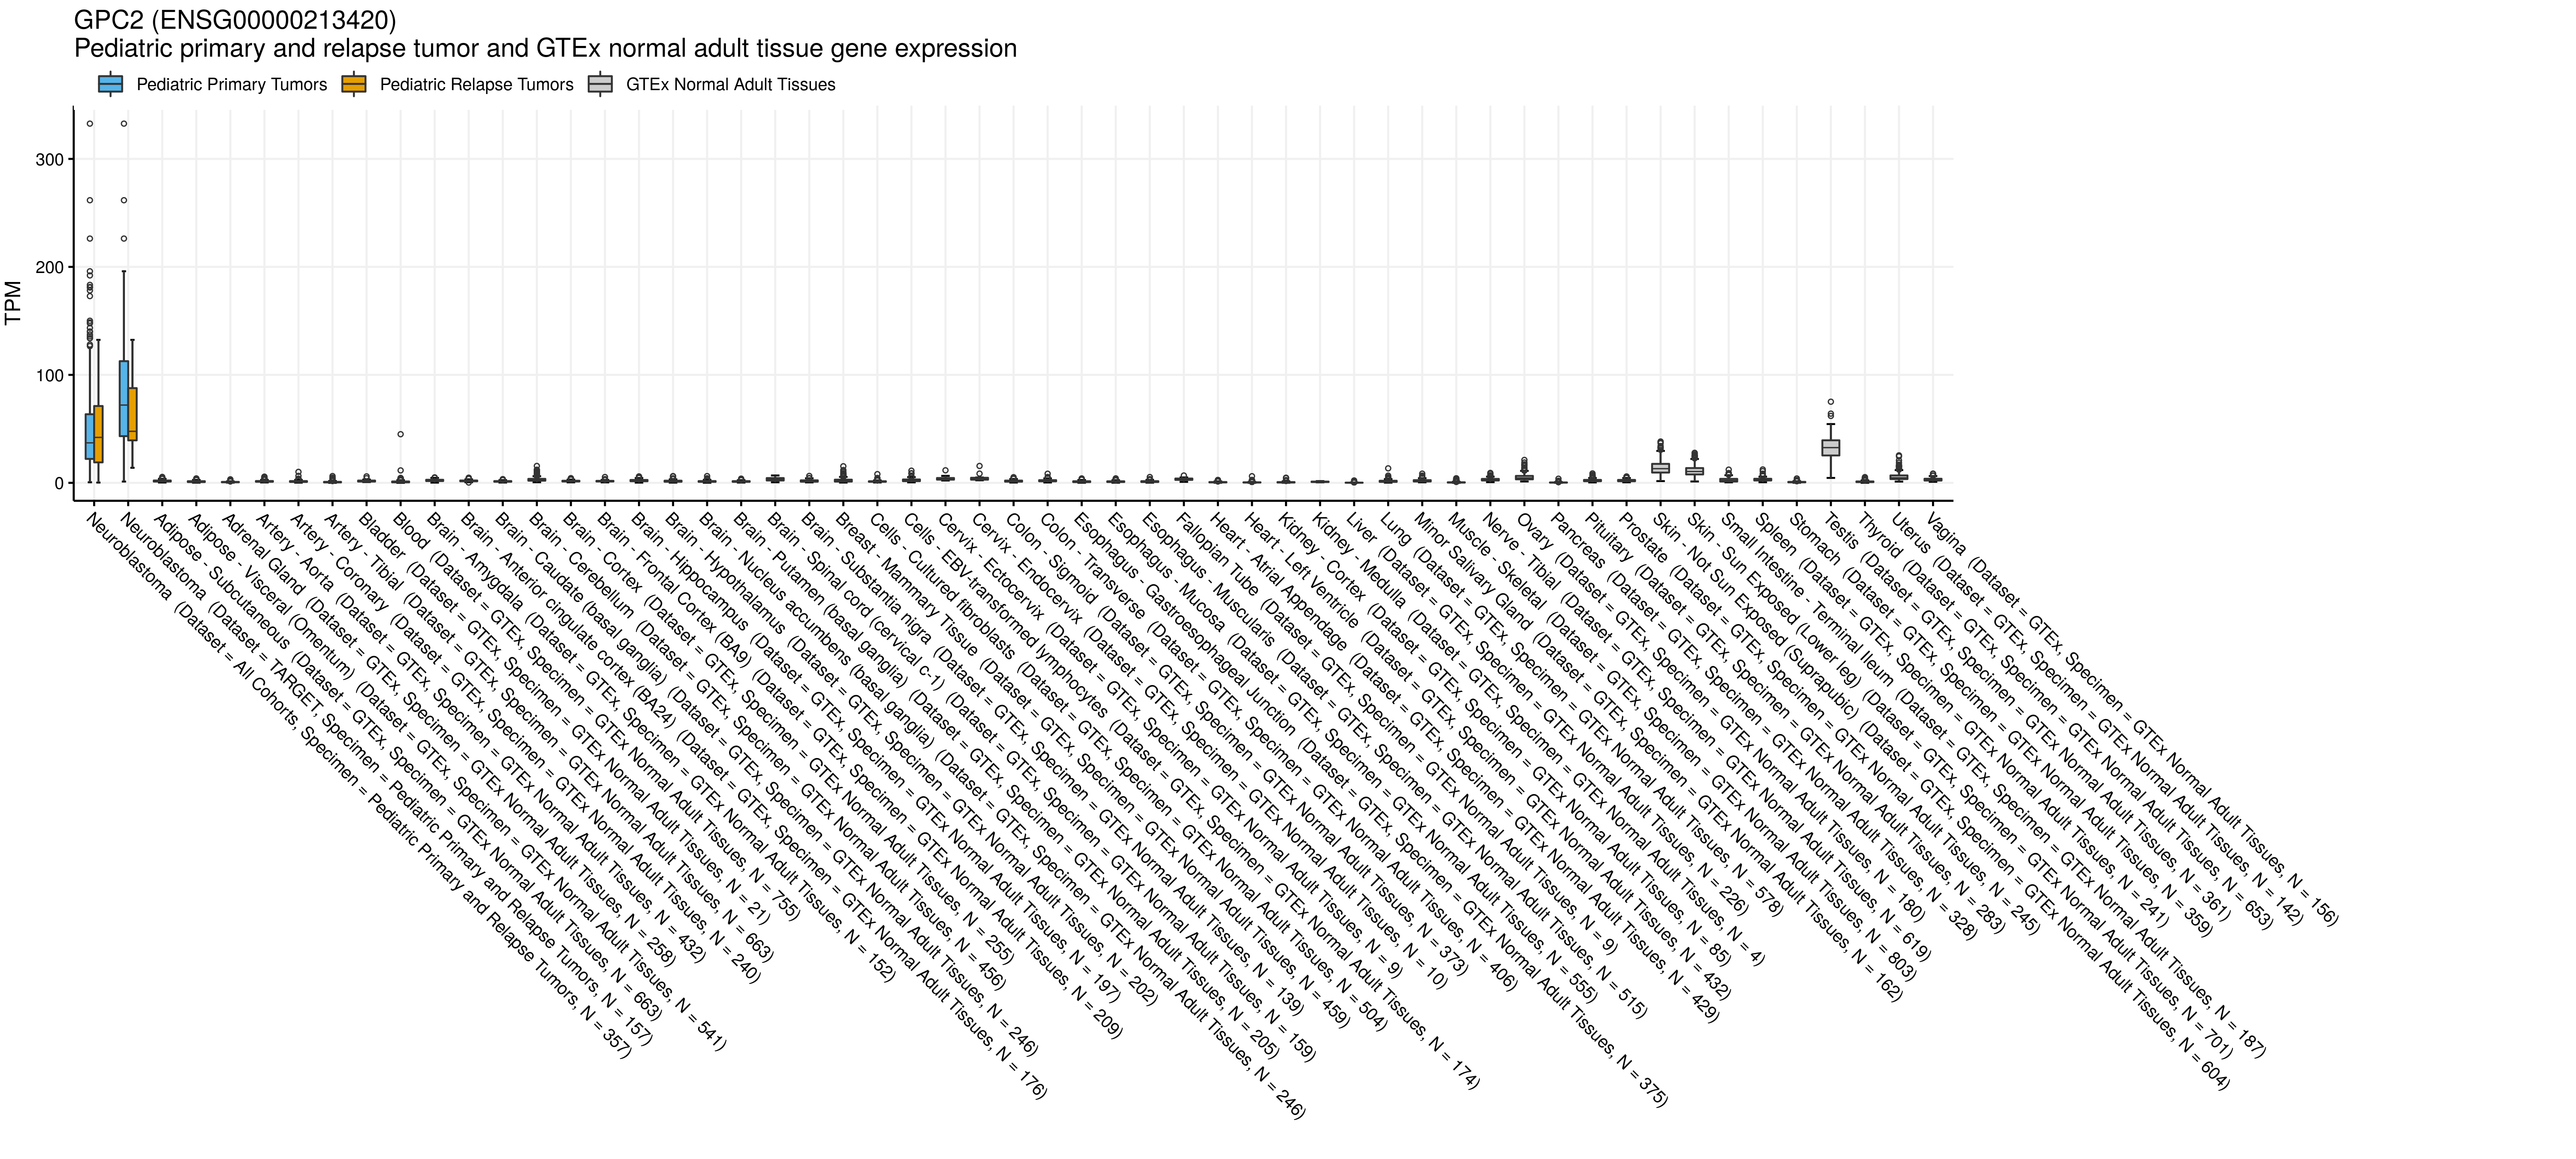 GPC2 (ENSG00000213420)
Pediatric primary and relapse tumor and GTEx normal adult tissue gene expression
Pediatric Primary Tumors
Pediatric Relapse Tumors
GTEx Normal Adult Tissues
TPM
300
200
100
0
Neuroblastoma (Dataset = All Cohorts, Specimen = Pediatric Primary and Relapse Tumors, N = 357)
Neuroblastoma (Dataset = TARGET, Specimen = Pediatric Primary and Relapse Tumors, N = 157)
Adipose - Subcutaneous (Dataset = GTEx, Specimen = GTEx Normal Adult Tissues, N = 663)
Adipose - Visceral (Omentum) (Dataset = GTEx, Specimen = GTEx Normal Adult Tissues, N = 541)
Adrenal Gland (Dataset = GTEx, Specimen = GTEx Normal Adult Tissues, N = 258)
Artery - Aorta (Dataset = GTEx, Specimen = GTEx Normal Adult Tissues, N = 432)
Artery - Coronary (Dataset = GTEx, Specimen = GTEx Normal Adult Tissues, N = 240)
Artery - Tibial (Dataset = GTEx, Specimen = GTEx Normal Adult Tissues, N = 663)
Bladder (Dataset = GTEx, Specimen = GTEx Normal Adult Tissues, N = 21)
Blood (Dataset = GTEx, Specimen = GTEx Normal Adult Tissues, N = 755)
Brain - Amygdala (Dataset = GTEx, Specimen = GTEx Normal Adult Tissues, N = 152)
Brain - Anterior cingulate cortex (BA24) (Dataset = GTEx, Specimen = GTEx Normal Adult Tissues, N = 176)
Brain - Caudate (basal ganglia) (Dataset = GTEx, Specimen = GTEx Normal Adult Tissues, N = 246)
Brain - Cerebellum (Dataset = GTEx, Specimen = GTEx Normal Adult Tissues, N = 456)
Brain - Cortex (Dataset = GTEx, Specimen = GTEx Normal Adult Tissues, N = 255)
Brain - Frontal Cortex (BA9) (Dataset = GTEx, Specimen = GTEx Normal Adult Tissues, N = 209)
Brain - Hippocampus (Dataset = GTEx, Specimen = GTEx Normal Adult Tissues, N = 197)
Brain - Hypothalamus (Dataset = GTEx, Specimen = GTEx Normal Adult Tissues, N = 202)
Brain - Nucleus accumbens (basal ganglia) (Dataset = GTEx, Specimen = GTEx Normal Adult Tissues, N = 246)
Brain - Putamen (basal ganglia) (Dataset = GTEx, Specimen = GTEx Normal Adult Tissues, N = 205)
Brain - Spinal cord (cervical c-1) (Dataset = GTEx, Specimen = GTEx Normal Adult Tissues, N = 159)
Brain - Substantia nigra (Dataset = GTEx, Specimen = GTEx Normal Adult Tissues, N = 139)
Breast - Mammary Tissue (Dataset = GTEx, Specimen = GTEx Normal Adult Tissues, N = 459)
Cells - Cultured fibroblasts (Dataset = GTEx, Specimen = GTEx Normal Adult Tissues, N = 504)
Cells - EBV-transformed lymphocytes (Dataset = GTEx, Specimen = GTEx Normal Adult Tissues, N = 174)
Cervix - Ectocervix (Dataset = GTEx, Specimen = GTEx Normal Adult Tissues, N = 9)
Cervix - Endocervix (Dataset = GTEx, Specimen = GTEx Normal Adult Tissues, N = 10)
Colon - Sigmoid (Dataset = GTEx, Specimen = GTEx Normal Adult Tissues, N = 373)
Colon - Transverse (Dataset = GTEx, Specimen = GTEx Normal Adult Tissues, N = 406)
Esophagus - Gastroesophageal Junction (Dataset = GTEx, Specimen = GTEx Normal Adult Tissues, N = 375)
Esophagus - Mucosa (Dataset = GTEx, Specimen = GTEx Normal Adult Tissues, N = 555)
Esophagus - Muscularis (Dataset = GTEx, Specimen = GTEx Normal Adult Tissues, N = 515)
Fallopian Tube (Dataset = GTEx, Specimen = GTEx Normal Adult Tissues, N = 9)
Heart - Atrial Appendage (Dataset = GTEx, Specimen = GTEx Normal Adult Tissues, N = 429)
Heart - Left Ventricle (Dataset = GTEx, Specimen = GTEx Normal Adult Tissues, N = 432)
Kidney - Cortex (Dataset = GTEx, Specimen = GTEx Normal Adult Tissues, N = 85)
Kidney - Medulla (Dataset = GTEx, Specimen = GTEx Normal Adult Tissues, N = 4)
Liver (Dataset = GTEx, Specimen = GTEx Normal Adult Tissues, N = 226)
Lung (Dataset = GTEx, Specimen = GTEx Normal Adult Tissues, N = 578)
Minor Salivary Gland (Dataset = GTEx, Specimen = GTEx Normal Adult Tissues, N = 162)
Muscle - Skeletal (Dataset = GTEx, Specimen = GTEx Normal Adult Tissues, N = 803)
Nerve - Tibial (Dataset = GTEx, Specimen = GTEx Normal Adult Tissues, N = 619)
Ovary (Dataset = GTEx, Specimen = GTEx Normal Adult Tissues, N = 180)
Pancreas (Dataset = GTEx, Specimen = GTEx Normal Adult Tissues, N = 328)
Pituitary (Dataset = GTEx, Specimen = GTEx Normal Adult Tissues, N = 283)
Prostate (Dataset = GTEx, Specimen = GTEx Normal Adult Tissues, N = 245)
Skin - Not Sun Exposed (Suprapubic) (Dataset = GTEx, Specimen = GTEx Normal Adult Tissues, N = 604)
Skin - Sun Exposed (Lower leg) (Dataset = GTEx, Specimen = GTEx Normal Adult Tissues, N = 701)
Small Intestine - Terminal Ileum (Dataset = GTEx, Specimen = GTEx Normal Adult Tissues, N = 187)
Spleen (Dataset = GTEx, Specimen = GTEx Normal Adult Tissues, N = 241)
Stomach (Dataset = GTEx, Specimen = GTEx Normal Adult Tissues, N = 359)
Testis (Dataset = GTEx, Specimen = GTEx Normal Adult Tissues, N = 361)
Thyroid (Dataset = GTEx, Specimen = GTEx Normal Adult Tissues, N = 653)
Uterus (Dataset = GTEx, Specimen = GTEx Normal Adult Tissues, N = 142)
Vagina (Dataset = GTEx, Specimen = GTEx Normal Adult Tissues, N = 156)